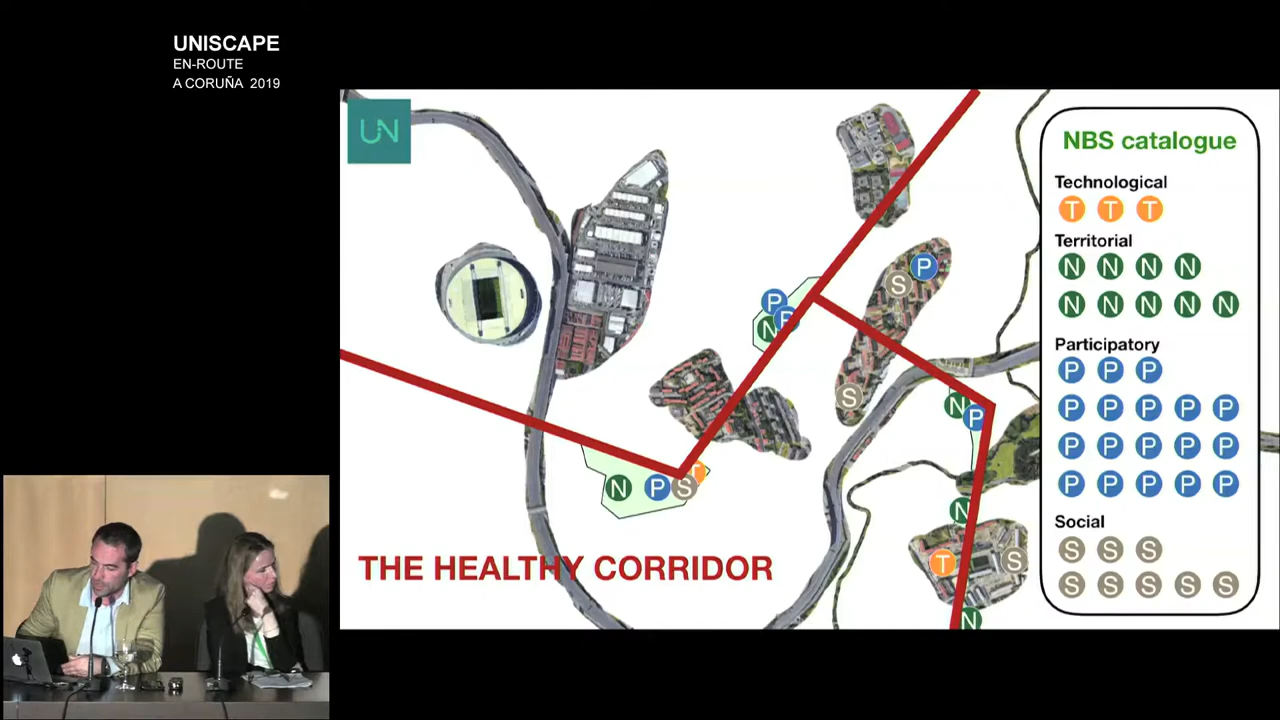 UNISCAPE
EN-ROUTE
A CORUÑA 2019
UN
NBS catalogue
Technological
T T T
Territorial
N N N N
N N N N N
Participatory
P P P
P P P P P
P P P P P
P P P P P
Social
S S S
S S S S S
P
S
P
P
N
S
N
P
T
N P S
N
T
S
N
THE HEALTHY CORRIDOR